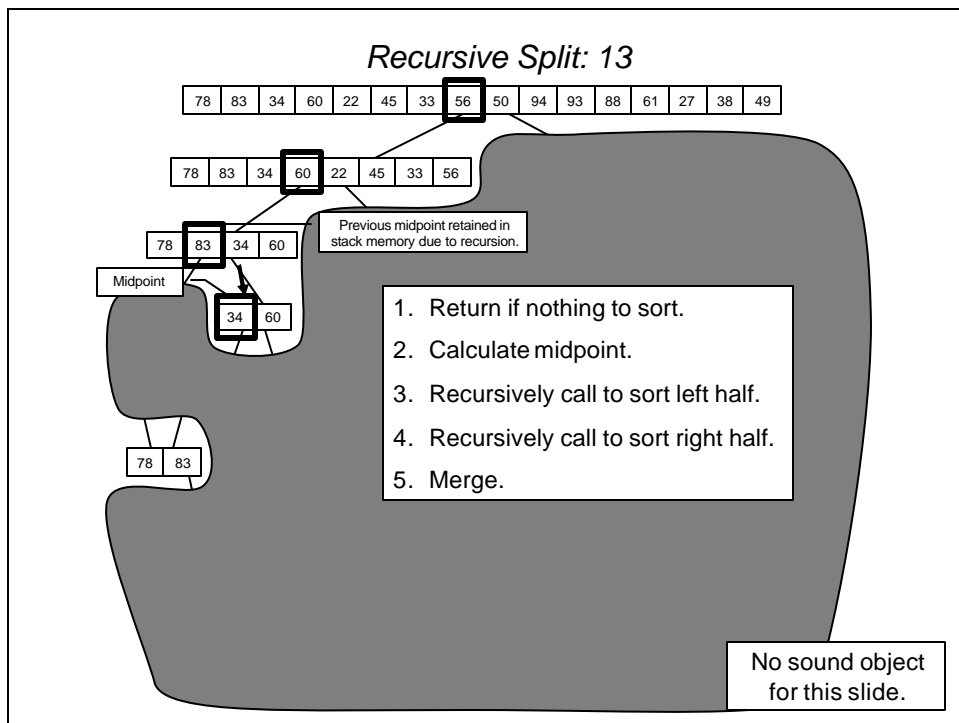 Recursive Split: 13
78 83 34 60 22 45 33 56 50 94 93 88 61 27 38 49
78 83 34 60 22 45 33 56
Previous midpoint retained in
stack memory due to recursion.
78 83 34 60
Midpoint
34 60
1. Return if nothing to sort.
2. Calculate midpoint.
3. Recursively call to sort left half.
4. Recursively call to sort right half.
5. Merge.
78 83
No sound object
for this slide.